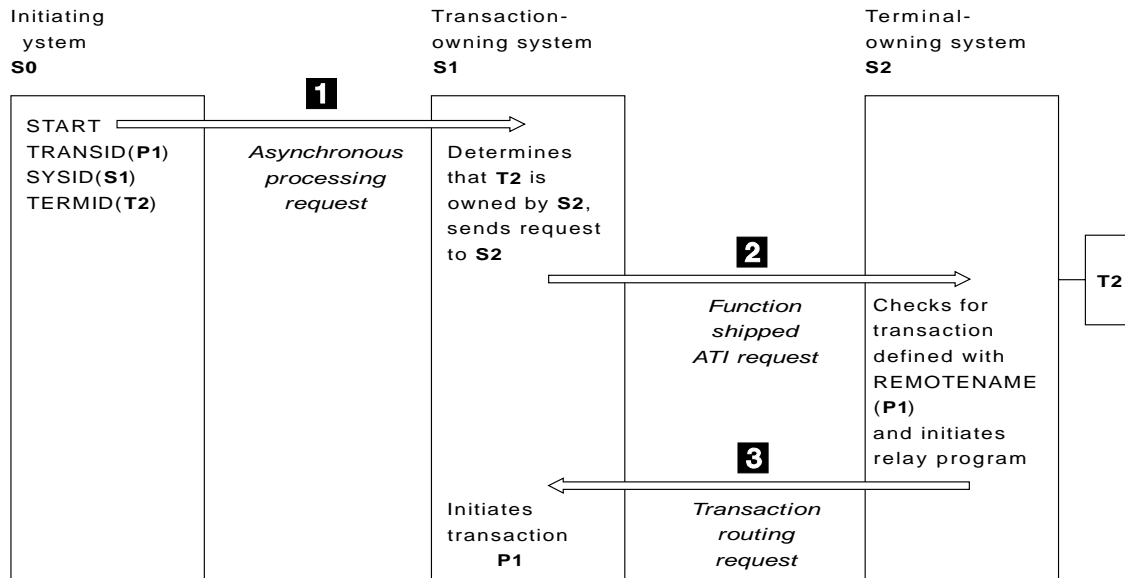 Initiating
ystem
S0
Transaction-
owning system
S1
Terminal-
owning system
S2
1
START
TRANSID(P1)
SYSID(S1)
TERMID(T2)
Asynchronous
processing
request
Determines
that T2 is
owned by S2,
sends request
to S2
2
Function
shipped
ATI request
Checks for
transaction
defined with
REMOTENAME
(P1)
and initiates
relay program
T2
3
Transaction
routing
request
Initiates
transaction
P1